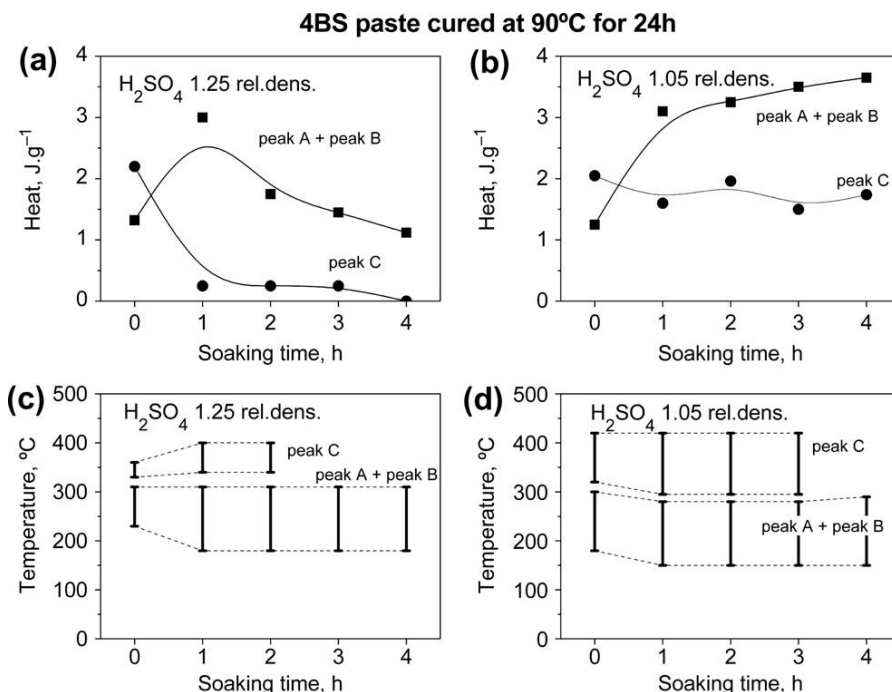 4BS paste cured at 90ºC for 24h
(a)
H₂SO₄ 1.25 rel.dens.
peak A + peak B
peak C
Heat, J.g⁻¹
4
3
2
1
0
0 1 2 3 4
Soaking time, h
(b)
H₂SO₄ 1.05 rel.dens.
peak A + peak B
peak C
Heat, J.g⁻¹
4
3
2
1
0
0 1 2 3 4
Soaking time, h
(c)
H₂SO₄ 1.25 rel.dens.
peak C
peak A + peak B
Temperature, ºC
500
400
300
200
100
0
0 1 2 3 4
Soaking time, h
(d)
H₂SO₄ 1.05 rel.dens.
peak C
peak A + peak B
Temperature, ºC
500
400
300
200
100
0
0 1 2 3 4
Soaking time, h